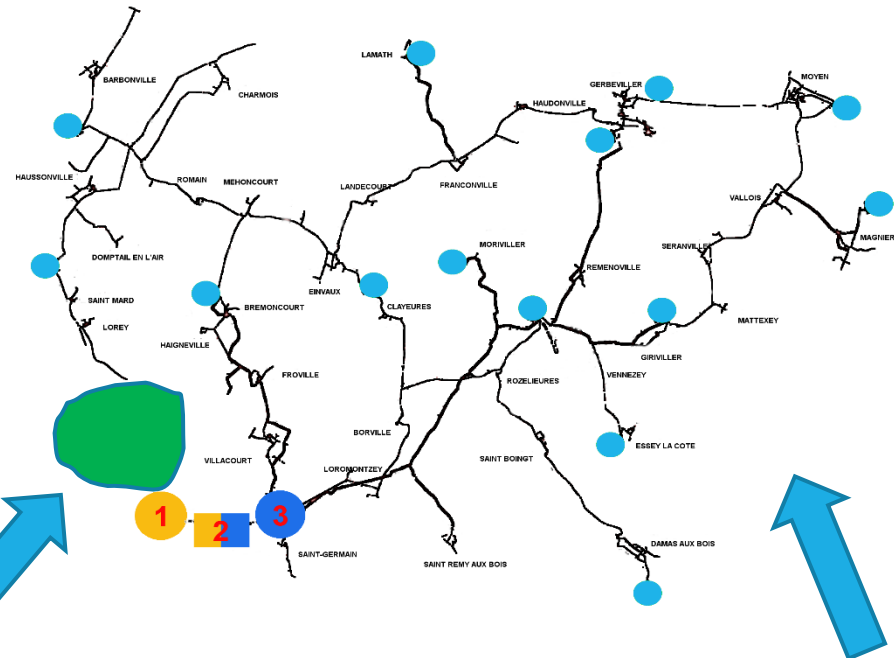 LAMATH
BARBONVILLE
MOYEN
GERBEVILLER
CHARMOIS
HAUDONVILLE
HAUSSONVILLE
ROMAIN
MEHONCOURT
LANDECOURT
FRANCONVILLE
VALLOIS
MAGNIER
MORIVILLER
SERANVILLE
DOMPTAIL EN L'AIR
REMENOVILLE
EINVAUX
SAINT MARD
BREMONCOURT
CLAYEURES
LOREY
MATTEXEY
HAIGNEVILLE
GIRIVILLER
FROVILLE
ROZELIEURES
VENNEZEY
BORVILLE
ESSEY LA COTE
VILLACOURT
SAINT BOINGT
LOROMONTZEY
1
2
3
DAMAS AUX BOIS
SAINT-GERMAIN
SAINT REMY AUX BOIS